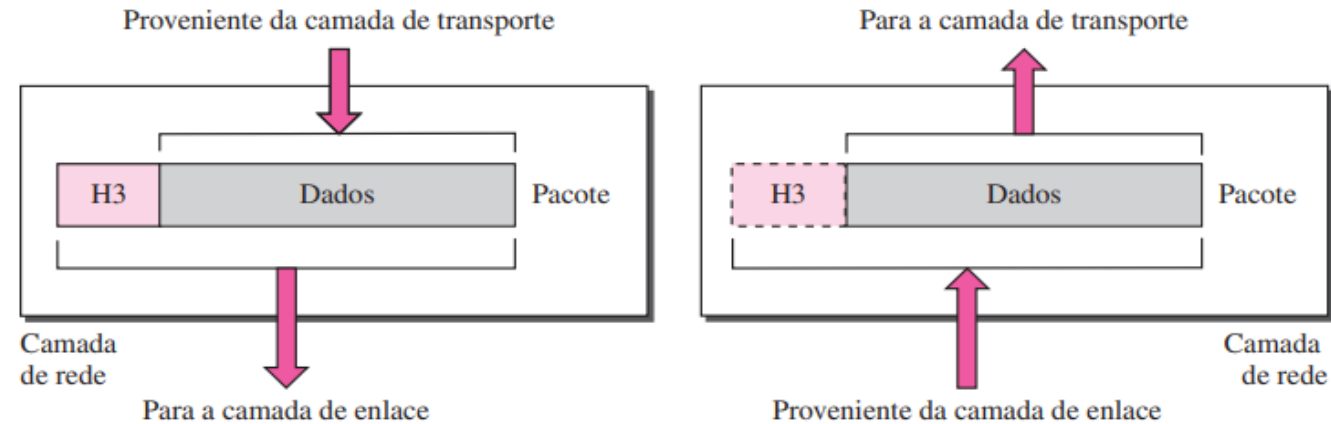 Proveniente da camada de transporte
H3
Dados
Pacote
Camada
de rede
Para a camada de enlace
Para a camada de transporte
H3
Dados
Pacote
Camada
de rede
Proveniente da camada de enlace